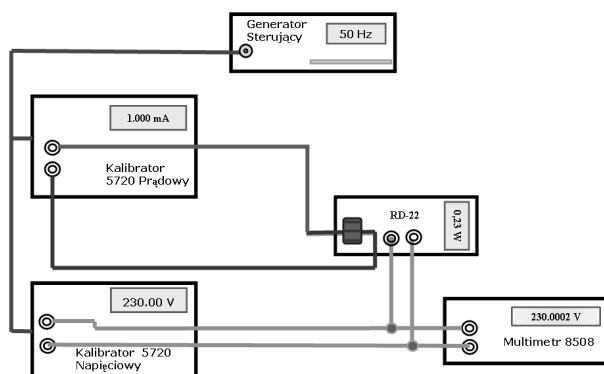 Generator
Sterujący
50 Hz
1.000 mA
Kalibrator
5720 Prądowy
RD-22
0,23 W
230.00 V
Kalibrator 5720
Napięciowy
230.0002 V
Multimetr 8508